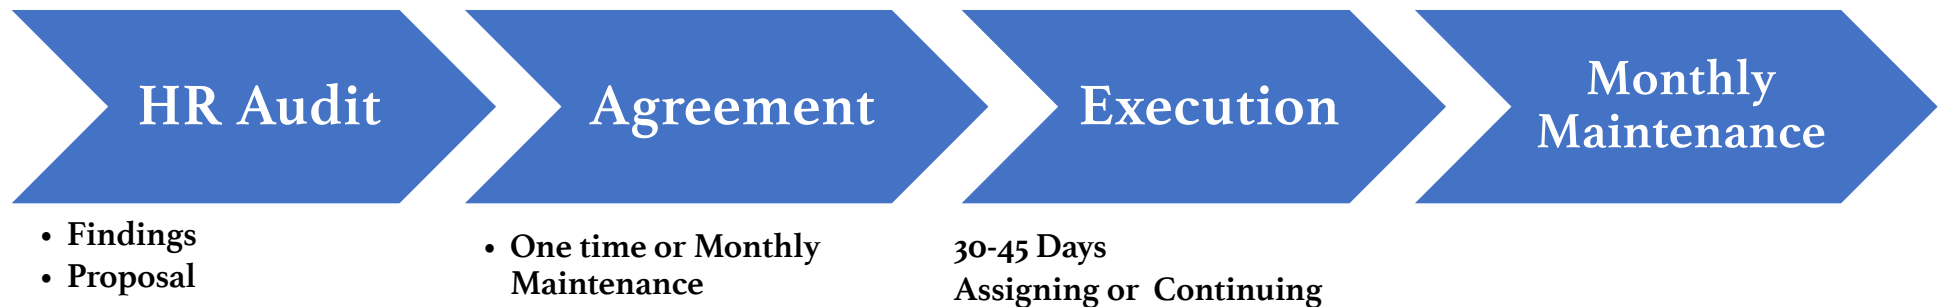 HR Audit
• Findings
• Proposal
Agreement
• One time or Monthly
Maintenance
Execution
30-45 Days
Assigning or  Continuing
Monthly
Maintenance